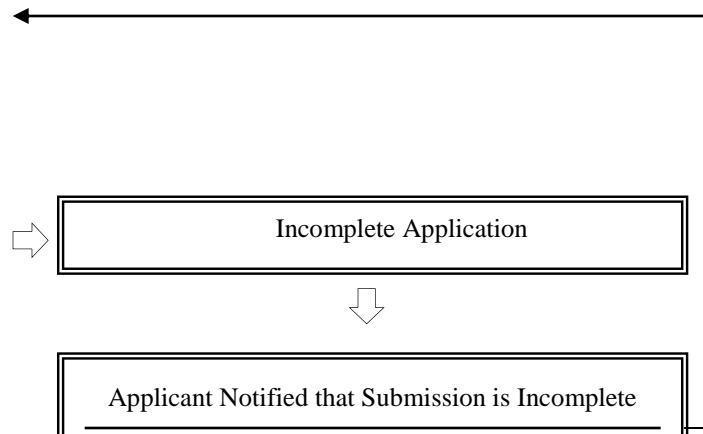 Incomplete Application
Applicant Notified that Submission is Incomplete